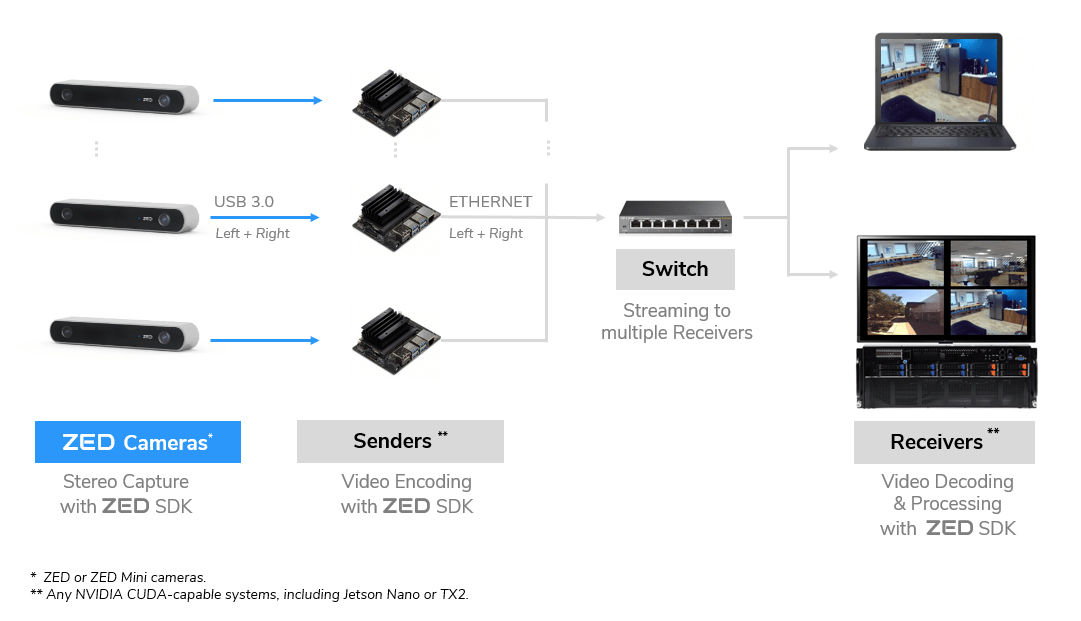 ZED
ZED
USB 3.0
Left + Right
ETHERNET
Left + Right
ZED
Switch
Streaming to
multiple Receivers
ZED Cameras*
Senders **
Receivers **
Stereo Capture
with ZED SDK
Video Encoding
with ZED SDK
Video Decoding
& Processing
with ZED SDK
* ZED or ZED Mini cameras.
** Any NVIDIA CUDA-capable systems, including Jetson Nano or TX2.